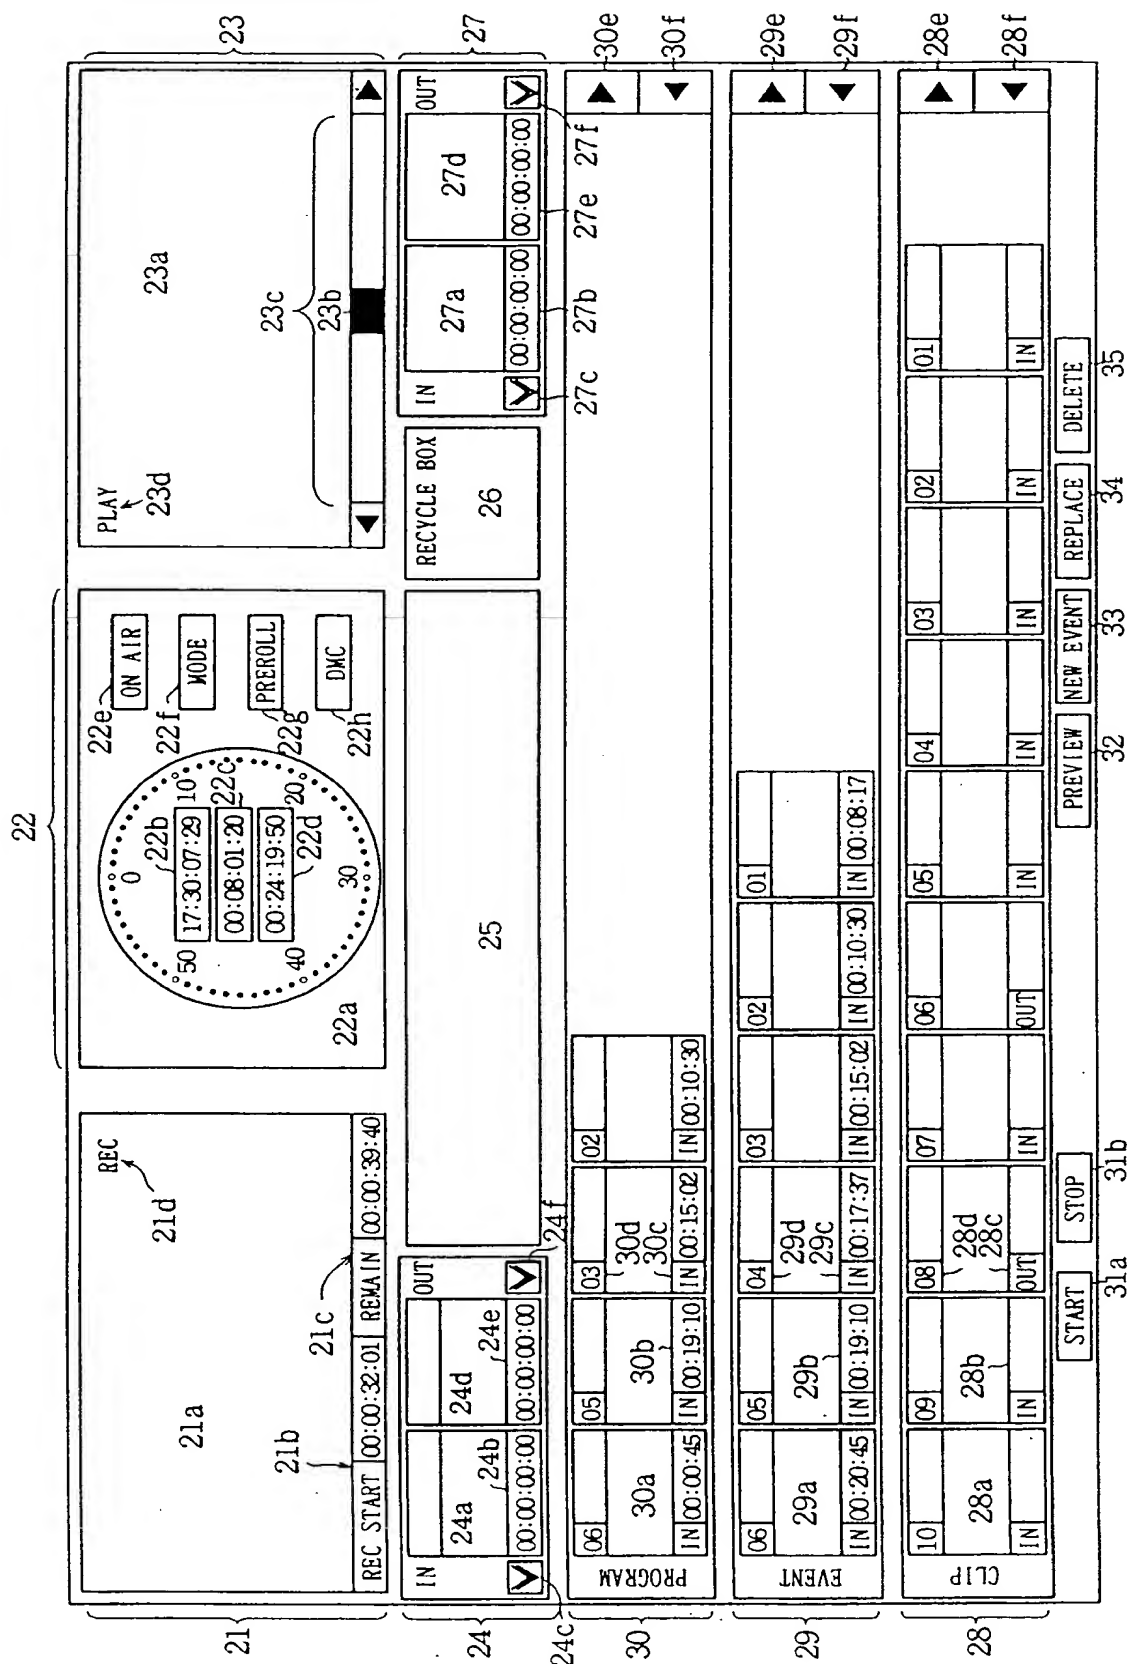 22
21 23
21a 21d REC 22a 0 10 20 30 40 50 22e ON AIR PLAY 23d 23a
22b 17:30:07:29 22f MODE
22c 00:08:01:20 22g PREROLL
22d 00:24:19:50 22h DMC
23c
23b
21b 21c
REC START 00:00:32:01 REMAIN 00:00:39:40
24 27
IN OUT 25 RECYCLE BOX IN OUT
24a 24d 26 27a 27d
24b 24e
00:00:00:00 00:00:00:00 00:00:00:00 00:00:00:00
24c 24f 27c 27b 27e 27f
30 PROGRAM
06 05 03 02 30e
30a 30b 30d
30c
IN 00:00:45 IN 00:19:10 IN 00:15:02 IN 00:10:30 30f
29 EVENT
06 05 04 03 02 01 29e
29a 29b 29d
29c
IN 00:20:45 IN 00:19:10 IN 00:17:37 IN 00:15:02 IN 00:10:30 IN 00:08:17 29f
28 CLIP
10 09 08 07 06 05 04 03 02 01 28e
28a 28b 28d
28c
IN IN OUT IN OUT IN IN IN IN IN 28f
START STOP PREVIEW NEW EVENT REPLACE DELETE
31a 31b 32 33 34 35